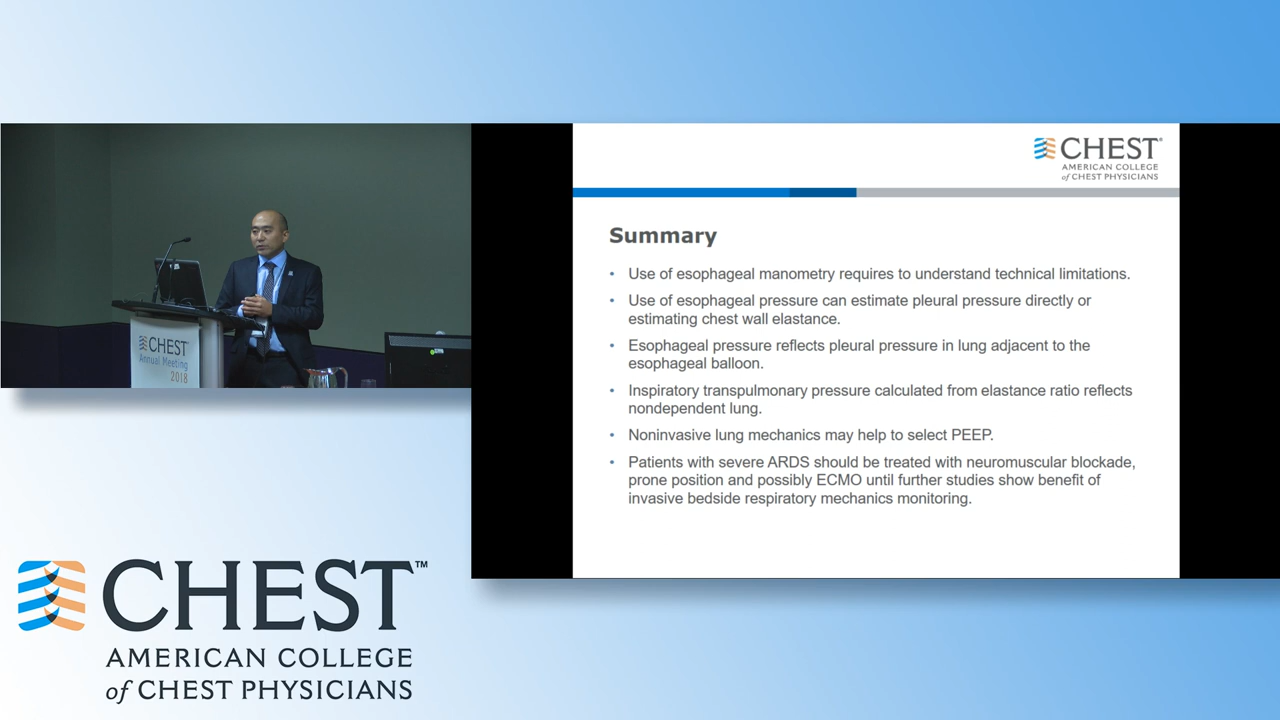 CHEST
Annual Meeting
2018
CHEST®
AMERICAN COLLEGE
of CHEST PHYSICIANS
Summary
• Use of esophageal manometry requires to understand technical limitations.
• Use of esophageal pressure can estimate pleural pressure directly or
estimating chest wall elastance.
• Esophageal pressure reflects pleural pressure in lung adjacent to the
esophageal balloon.
• Inspiratory transpulmonary pressure calculated from elastance ratio reflects
nondependent lung.
• Noninvasive lung mechanics may help to select PEEP.
• Patients with severe ARDS should be treated with neuromuscular blockade,
prone position and possibly ECMO until further studies show benefit of
invasive bedside respiratory mechanics monitoring.
CHEST™
AMERICAN COLLEGE
of CHEST PHYSICIANS